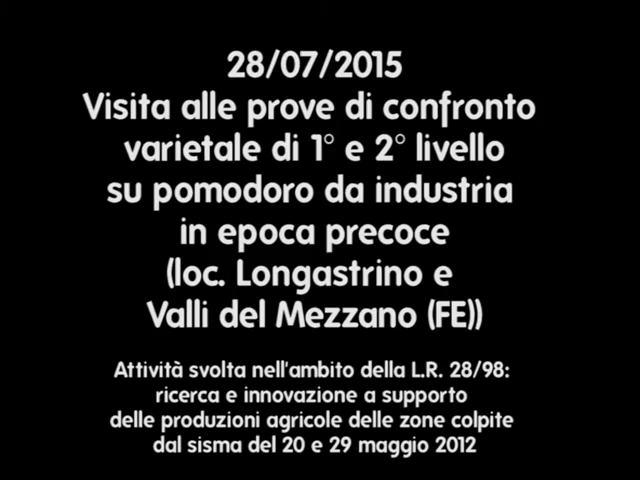 28/07/2015
Visita alle prove di confronto
varietale di 1° e 2° livello
su pomodoro da industria
in epoca precoce
(loc. Longastrino e
Valli del Mezzano (FE))
Attività svolta nell'ambito della L.R. 28/98:
ricerca e innovazione a supporto
delle produzioni agricole delle zone colpite
dal sisma del 20 e 29 maggio 2012